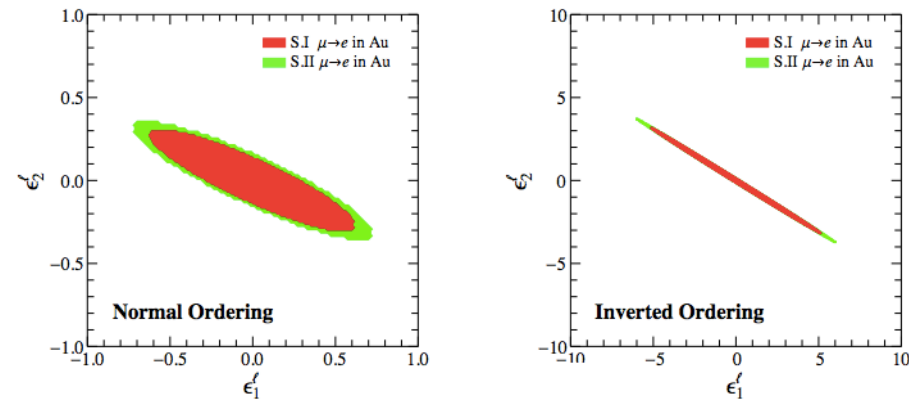 1.0
0.5
0.0
−0.5
−1.0
ϵ₂^ℓ
S.I μ→e in Au
S.II μ→e in Au
Normal Ordering
−1.0 −0.5 0.0 0.5 1.0
ϵ₁^ℓ
10
5
0
−5
−10
ϵ₂^ℓ
S.I μ→e in Au
S.II μ→e in Au
Inverted Ordering
−10 −5 0 5 10
ϵ₁^ℓ